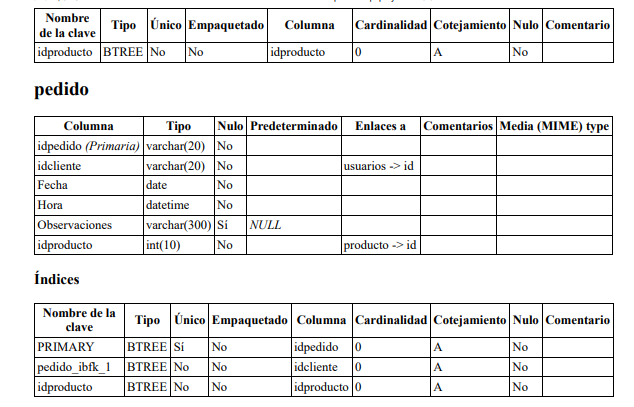 Nombre de la clave Tipo Único Empaquetado Columna Cardinalidad Cotejamiento Nulo Comentario
idproducto BTREE No No idproducto 0 A No
pedido
Columna Tipo Nulo Predeterminado Enlaces a Comentarios Media (MIME) type
idpedido (Primaria) varchar(20) No
idcliente varchar(20) No usuarios -> id
Fecha date No
Hora datetime No
Observaciones varchar(300) Sí NULL
idproducto int(10) No producto -> id
Índices
Nombre de la clave Tipo Único Empaquetado Columna Cardinalidad Cotejamiento Nulo Comentario
PRIMARY BTREE Sí No idpedido 0 A No
pedido_ibfk_1 BTREE No No idcliente 0 A No
idproducto BTREE No No idproducto 0 A No